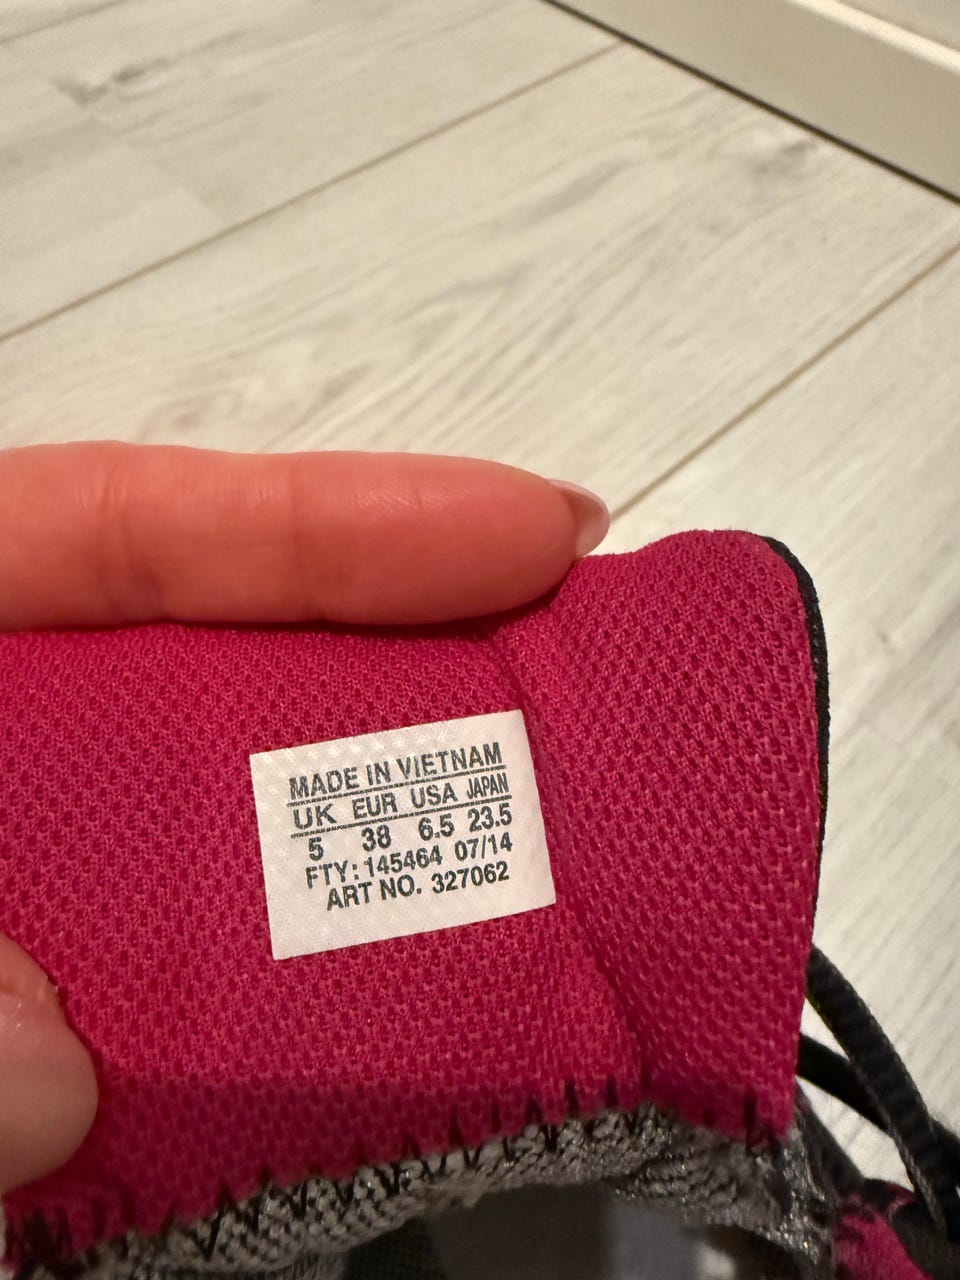 MADE IN VIETNAM
UK EUR USA JAPAN
5 38 6.5 23.5
FTY: 145464 07/14
ART NO. 327062